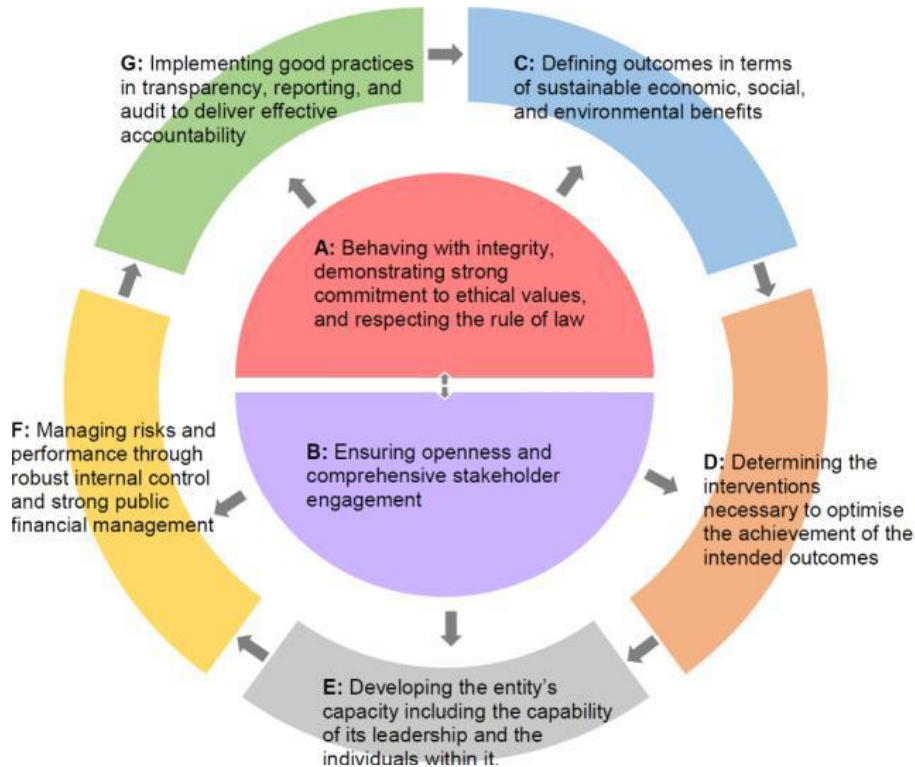 G: Implementing good practices
in transparency, reporting, and
audit to deliver effective
accountability
C: Defining outcomes in terms
of sustainable economic, social,
and environmental benefits
A: Behaving with integrity,
demonstrating strong
commitment to ethical values,
and respecting the rule of law
F: Managing risks and
performance through
robust internal control
and strong public
financial management
B: Ensuring openness and
comprehensive stakeholder
engagement
D: Determining the
interventions
necessary to optimise
the achievement of the
intended outcomes
E: Developing the entity's
capacity including the capability
of its leadership and the
individuals within it.